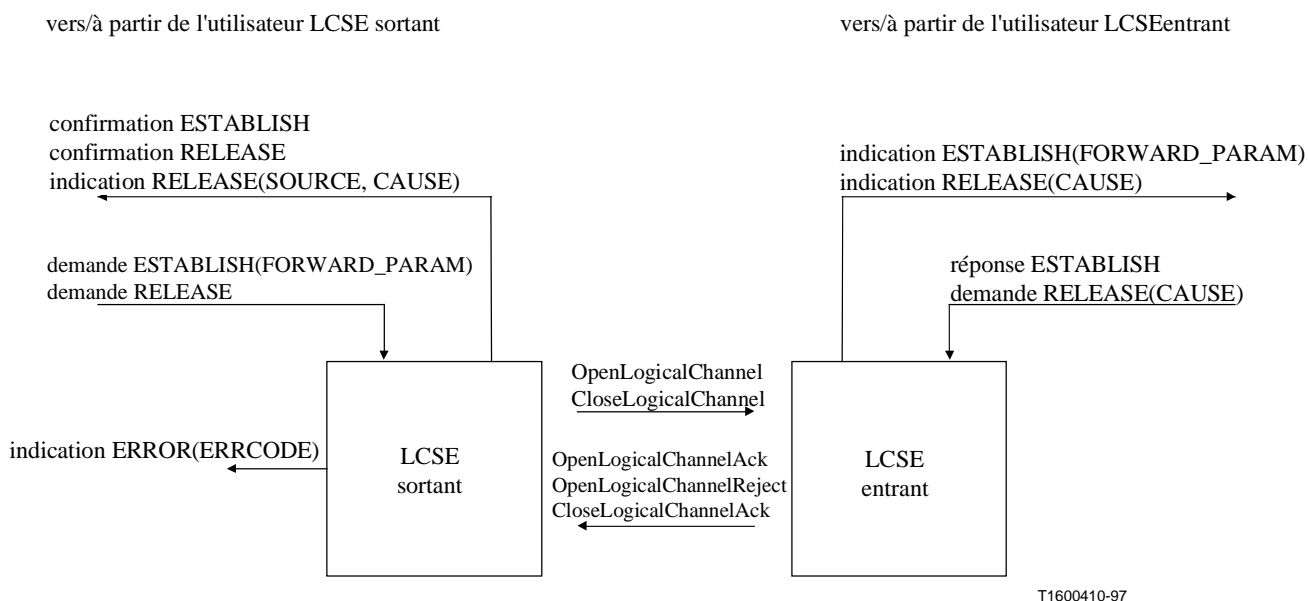 vers/à partir de l'utilisateur LCSE sortant
vers/à partir de l'utilisateur LCSEentrant
confirmation ESTABLISH
confirmation RELEASE
indication RELEASE(SOURCE, CAUSE)
indication ESTABLISH(FORWARD_PARAM)
indication RELEASE(CAUSE)
demande ESTABLISH(FORWARD_PARAM)
demande RELEASE
réponse ESTABLISH
demande RELEASE(CAUSE)
OpenLogicalChannel
CloseLogicalChannel
indication ERROR(ERRCODE)
LCSE
sortant
OpenLogicalChannelAck
OpenLogicalChannelReject
CloseLogicalChannelAck
LCSE
entrant
T1600410-97